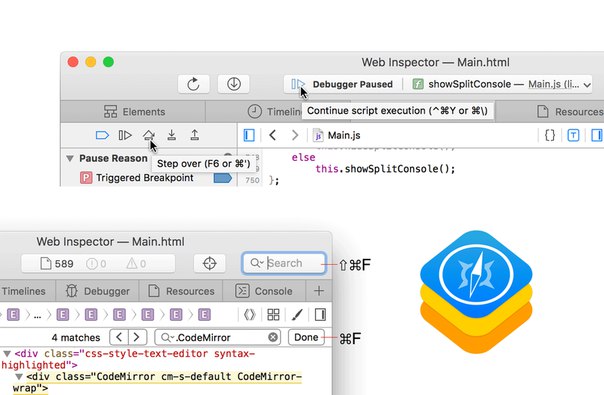 Web Inspector — Main.html
Debugger Paused
showSplitConsole — Main.js (li...
Elements
Timelin
Continue script execution (⌃⌘Y or ⌘\)
Resources
Main.js
{}
T
Pause Reason
Step over (F6 or ⌘')
else
this.showSplitConsole();
P Triggered Breakpoint
750 };
Web Inspector — Main.html
589 0 0
Search
⇧⌘F
Timelines
Debugger
Resources
Console
+
E ... E E E E E E E
4 matches
.CodeMirror
Done
⌘F
<div class="css-style-text-editor syntax-
highlighted">
<div class="CodeMirror cm-s-default CodeMirror-
wrap">